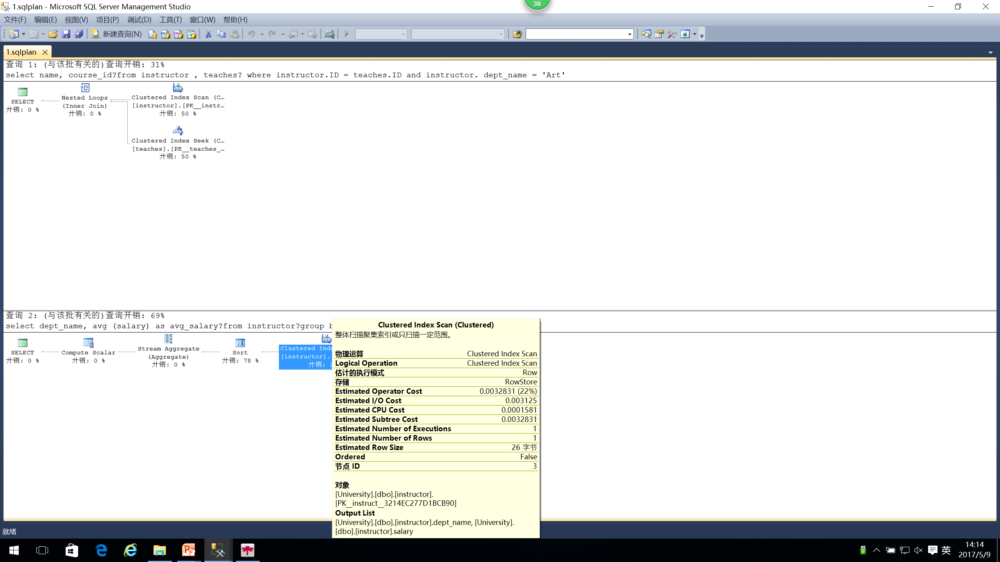 1.sqlplan - Microsoft SQL Server Management Studio
38
文件(F) 编辑(E) 视图(V) 项目(P) 调试(D) 工具(T) 窗口(W) 帮助(H)
新建查询(N)
1.sqlplan
查询 1: (与该批有关的)查询开销: 31%
select name, course_id?from instructor , teaches? where instructor.ID = teaches.ID and instructor. dept_name = 'Art'
SELECT
开销: 0 %
Nested Loops
(Inner Join)
开销: 0 %
Clustered Index Scan (C…
[instructor].[PK__instr…
开销: 50 %
Clustered Index Seek (C…
[teaches].[PK__teaches_…
开销: 50 %
查询 2: (与该批有关的)查询开销: 69%
select dept_name, avg (salary) as avg_salary?from instructor?group b
SELECT
开销: 0 %
Compute Scalar
开销: 0 %
Stream Aggregate
(Aggregate)
开销: 0 %
Sort
开销: 78 %
Clustered Inde
[instructor].
开销: 2
Clustered Index Scan (Clustered)
整体扫描聚集索引或只扫描一定范围。
物理运算 Clustered Index Scan
Logical Operation Clustered Index Scan
估计的执行模式 Row
存储 RowStore
Estimated Operator Cost 0.0032831 (22%)
Estimated I/O Cost 0.003125
Estimated CPU Cost 0.0001581
Estimated Subtree Cost 0.0032831
Estimated Number of Executions 1
Estimated Number of Rows 1
Estimated Row Size 26 字节
Ordered False
节点 ID 3
对象
[University].[dbo].[instructor].
[PK__instruct__3214EC277D1BCB90]
Output List
[University].[dbo].[instructor].dept_name, [University].
[dbo].[instructor].salary
就绪
英
14:14
2017/5/9